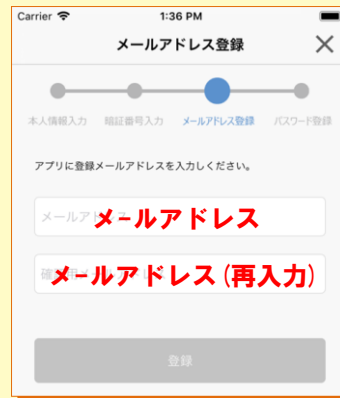 Carrier 1:36 PM
メールアドレス登録
本人情報入力 暗証番号入力 メールアドレス登録 パスワード登録
アプリに登録メールアドレスを入力しください。
メールアドレス
メールアドレス(再入力)
登録